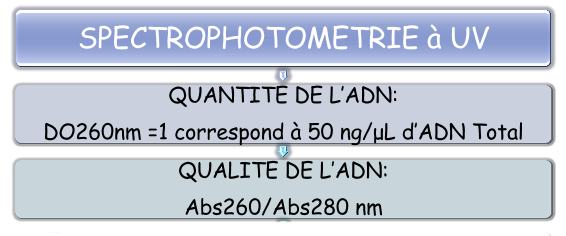 SPECTROPHOTOMETRIE à UV
QUANTITE DE L'ADN:
DO260nm =1 correspond à 50 ng/µL d'ADN Total
QUALITE DE L'ADN:
Abs260/Abs280 nm